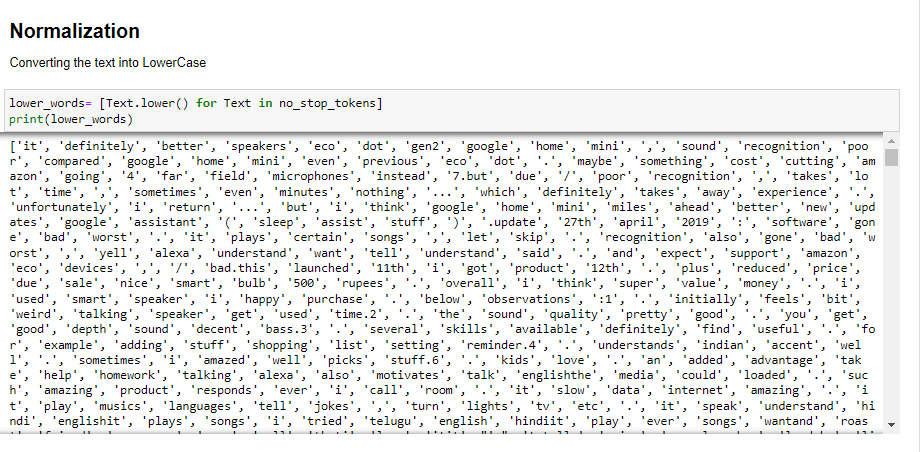 Normalization
Converting the text into LowerCase
lower_words= [Text.lower() for Text in no_stop_tokens]
print(lower_words)
['it', 'definitely', 'better', 'speakers', 'eco', 'dot', 'gen2', 'google', 'home', 'mini', ',', 'sound', 'recognition', 'poo
r', 'compared', 'google', 'home', 'mini', 'even', 'previous', 'eco', 'dot', '.', 'maybe', 'something', 'cost', 'cutting', 'am
azon', 'going', '4', 'far', 'field', 'microphones', 'instead', '7.but', 'due', '/', 'poor', 'recognition', ',', 'takes', 'lo
t', 'time', ',', 'sometimes', 'even', 'minutes', 'nothing', '...', 'which', 'definitely', 'takes', 'away', 'experience', '.',
'unfortunately', 'i', 'return', '...', 'but', 'i', 'think', 'google', 'home', 'mini', 'miles', 'ahead', 'better', 'new', 'upd
ates', 'google', 'assistant', '(', 'sleep', 'assist', 'stuff', ')', '.update', '27th', 'april', '2019', ':', 'software', 'gon
e', 'bad', 'worst', '.', 'it', 'plays', 'certain', 'songs', ',', 'let', 'skip', '.', 'recognition', 'also', 'gone', 'bad', 'w
orst', ',', 'yell', 'alexa', 'understand', 'want', 'tell', 'understand', 'said', '.', 'and', 'expect', 'support', 'amazon',
'eco', 'devices', ',', '/', 'bad.this', 'launched', '11th', 'i', 'got', 'product', '12th', '.', 'plus', 'reduced', 'price',
'due', 'sale', 'nice', 'smart', 'bulb', '500', 'rupees', '.', 'overall', 'i', 'think', 'super', 'value', 'money', '.', 'i',
'used', 'smart', 'speaker', 'i', 'happy', 'purchase', '.', 'below', 'observations', ':1', '.', 'initially', 'feels', 'bit',
'weird', 'talking', 'speaker', 'get', 'used', 'time.2', '.', 'the', 'sound', 'quality', 'pretty', 'good', '.', 'you', 'get',
'good', 'depth', 'sound', 'decent', 'bass.3', '.', 'several', 'skills', 'available', 'definitely', 'find', 'useful', '.', 'fo
r', 'example', 'adding', 'stuff', 'shopping', 'list', 'setting', 'reminder.4', '.', 'understands', 'indian', 'accent', 'wel
l', '.', 'sometimes', 'i', 'amazed', 'well', 'picks', 'stuff.6', '.', 'kids', 'love', '.', 'an', 'added', 'advantage', 'tak
e', 'help', 'homework', 'talking', 'alexa', 'also', 'motivates', 'talk', 'englishthe', 'media', 'could', 'loaded', '.', 'suc
h', 'amazing', 'product', 'responds', 'ever', 'i', 'call', 'room', '.', 'it', 'slow', 'data', 'internet', 'amazing', '.', 'i
t', 'play', 'musics', 'languages', 'tell', 'jokes', ',', 'turn', 'lights', 'tv', 'etc', '.', 'it', 'speak', 'understand', 'hi
ndi', 'englishit', 'plays', 'songs', 'i', 'tried', 'telugu', 'english', 'hindiit', 'play', 'ever', 'songs', 'wantand', 'roas